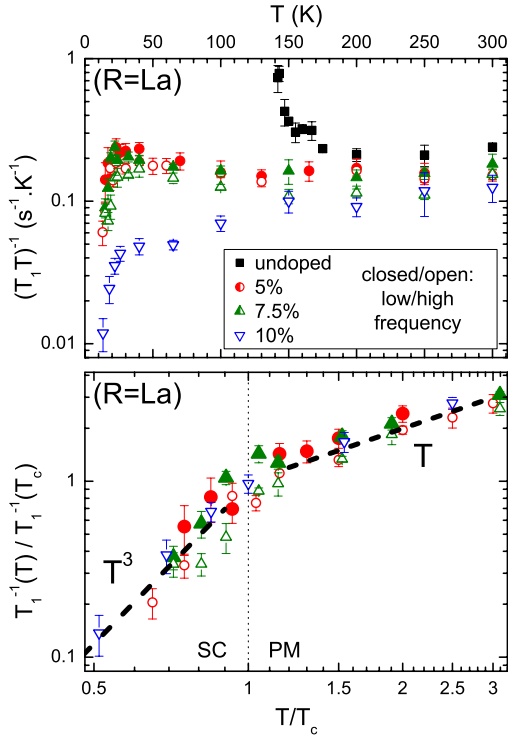 T (K)
0 50 100 150 200 250 300
(R=La)
1
0.1
0.01
(T₁T)⁻¹ (s⁻¹.K⁻¹)
undoped
5%
7.5%
10%
closed/open:
low/high
frequency
(R=La)
1
0.1
T₁⁻¹(T) / T₁⁻¹(T_c)
T³
T
SC PM
0.5 1 1.5 2 2.5 3
T/T_c